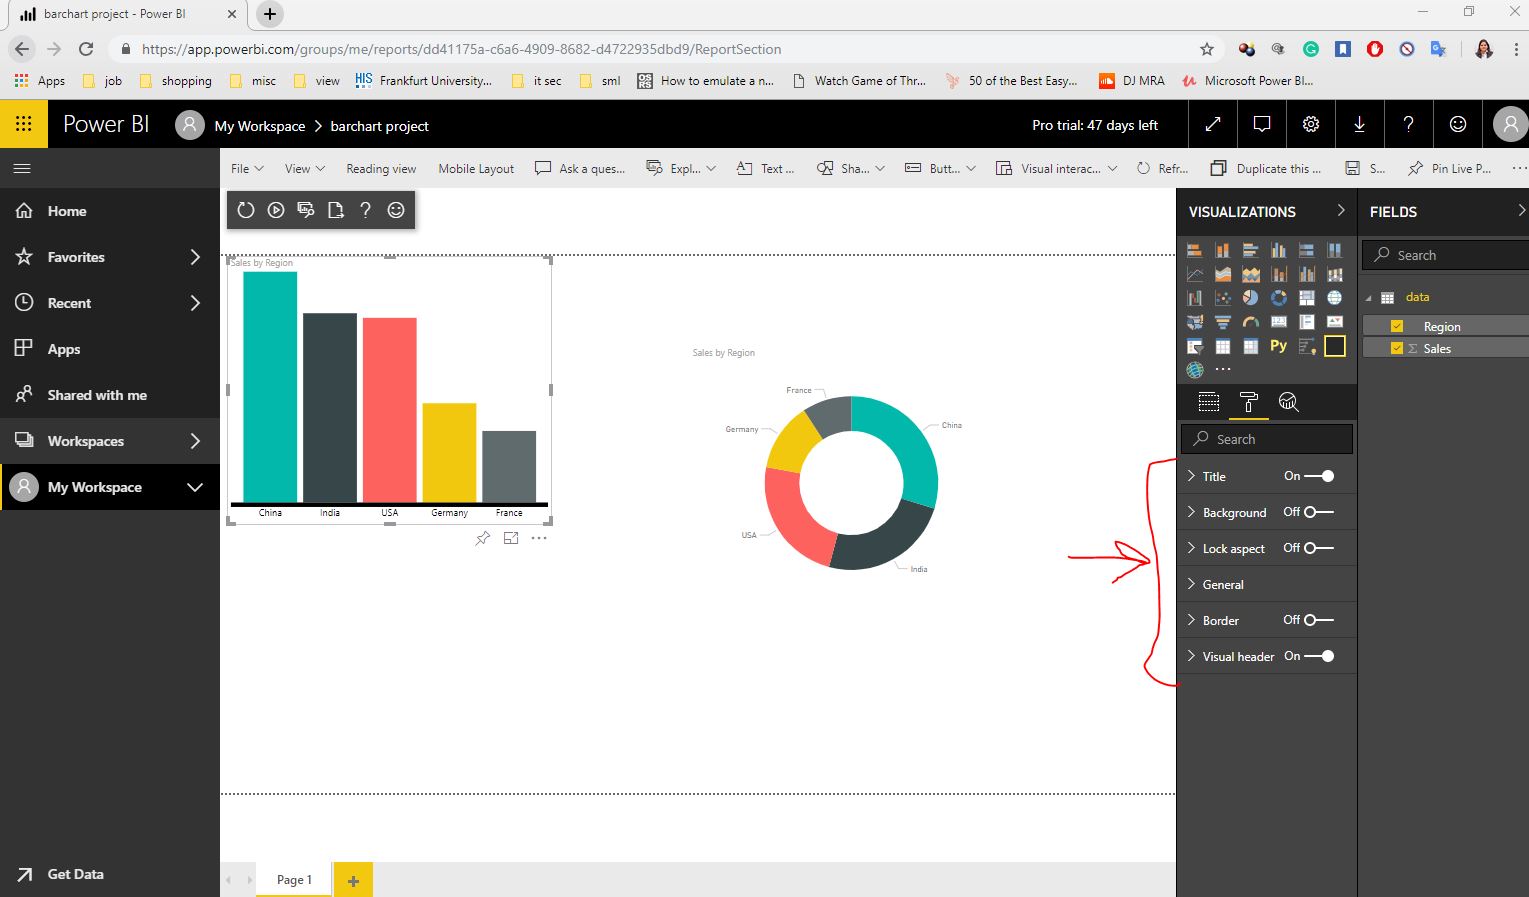 barchart project - Power BI
https://app.powerbi.com/groups/me/reports/dd41175a-c6a6-4909-8682-d4722935dbd9/ReportSection
Apps job shopping misc view HIS Frankfurt University... it sec sml How to emulate a n... Watch Game of Thr... 50 of the Best Easy... DJ MRA Microsoft Power BI...
Power BI My Workspace > barchart project Pro trial: 47 days left
File View Reading view Mobile Layout Ask a ques... Expl... Text ... Sha... Butt... Visual interac... Refr... Duplicate this ... S... Pin Live P... ...
Home
Favorites
Recent
Apps
Shared with me
Workspaces
My Workspace
Get Data
Sales by Region
China India USA Germany France
Sales by Region
France
Germany
China
USA
India
Page 1
VISUALIZATIONS
Py
Search
Title On
Background Off
Lock aspect Off
General
Border Off
Visual header On
FIELDS
Search
data
Region
Σ Sales